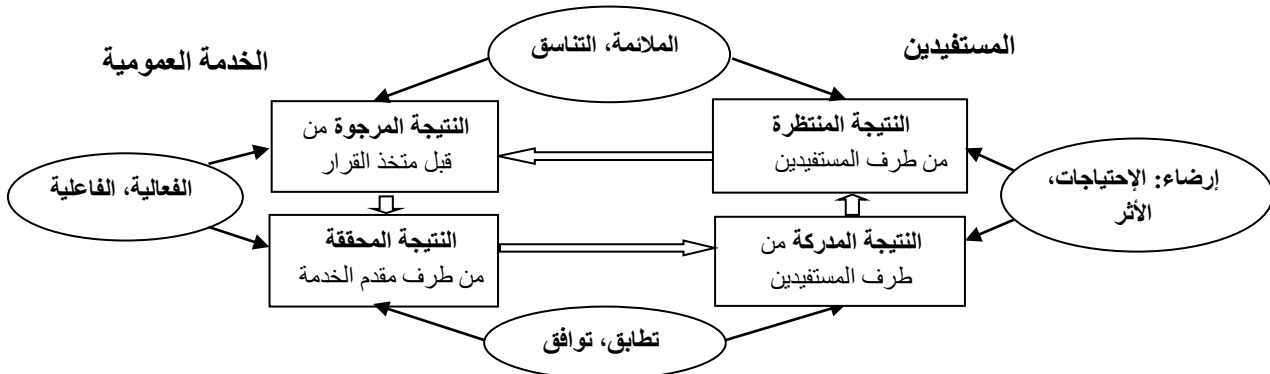 الملائمة، التناسق
المستفيدين
الخدمة العمومية
النتيجة المنتظرة
من طرف المستفيدين
النتيجة المرجوة من
قبل متخذ القرار
إرضاء: الإحتياجات،
الأثر
الفعالية، الفاعلية
النتيجة المدركة من
طرف المستفيدين
النتيجة المحققة
من طرف مقدم الخدمة
تطابق، توافق